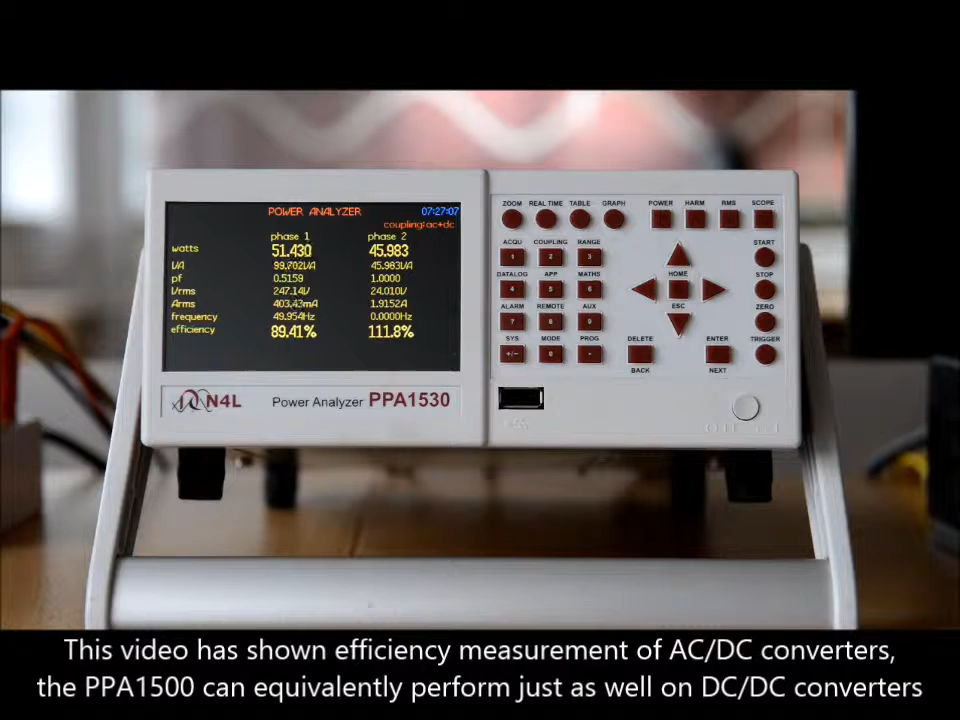 POWER ANALYZER 07:27:07
coupling:ac+dc
phase 1 phase 2
watts 51.430 45.983
VA 99.702VA 45.983VA
pf 0.5159 1.0000
Vrms 247.14V 24.010V
Arms 403.43mA 1.9152A
frequency 49.954Hz 0.0000Hz
efficiency 89.41% 111.8%
N4L Power Analyzer PPA1530
ZOOM REAL TIME TABLE GRAPH POWER HARM RMS SCOPE
ACQU COUPLING RANGE START
1 2 3
DATALOG APP MATHS HOME STOP
4 5 6
ALARM REMOTE AUX ESC ZERO
7 8 9
SYS MODE PROG DELETE ENTER TRIGGER
+/- 0 .
BACK NEXT
This video has shown efficiency measurement of AC/DC converters,
the PPA1500 can equivalently perform just as well on DC/DC converters